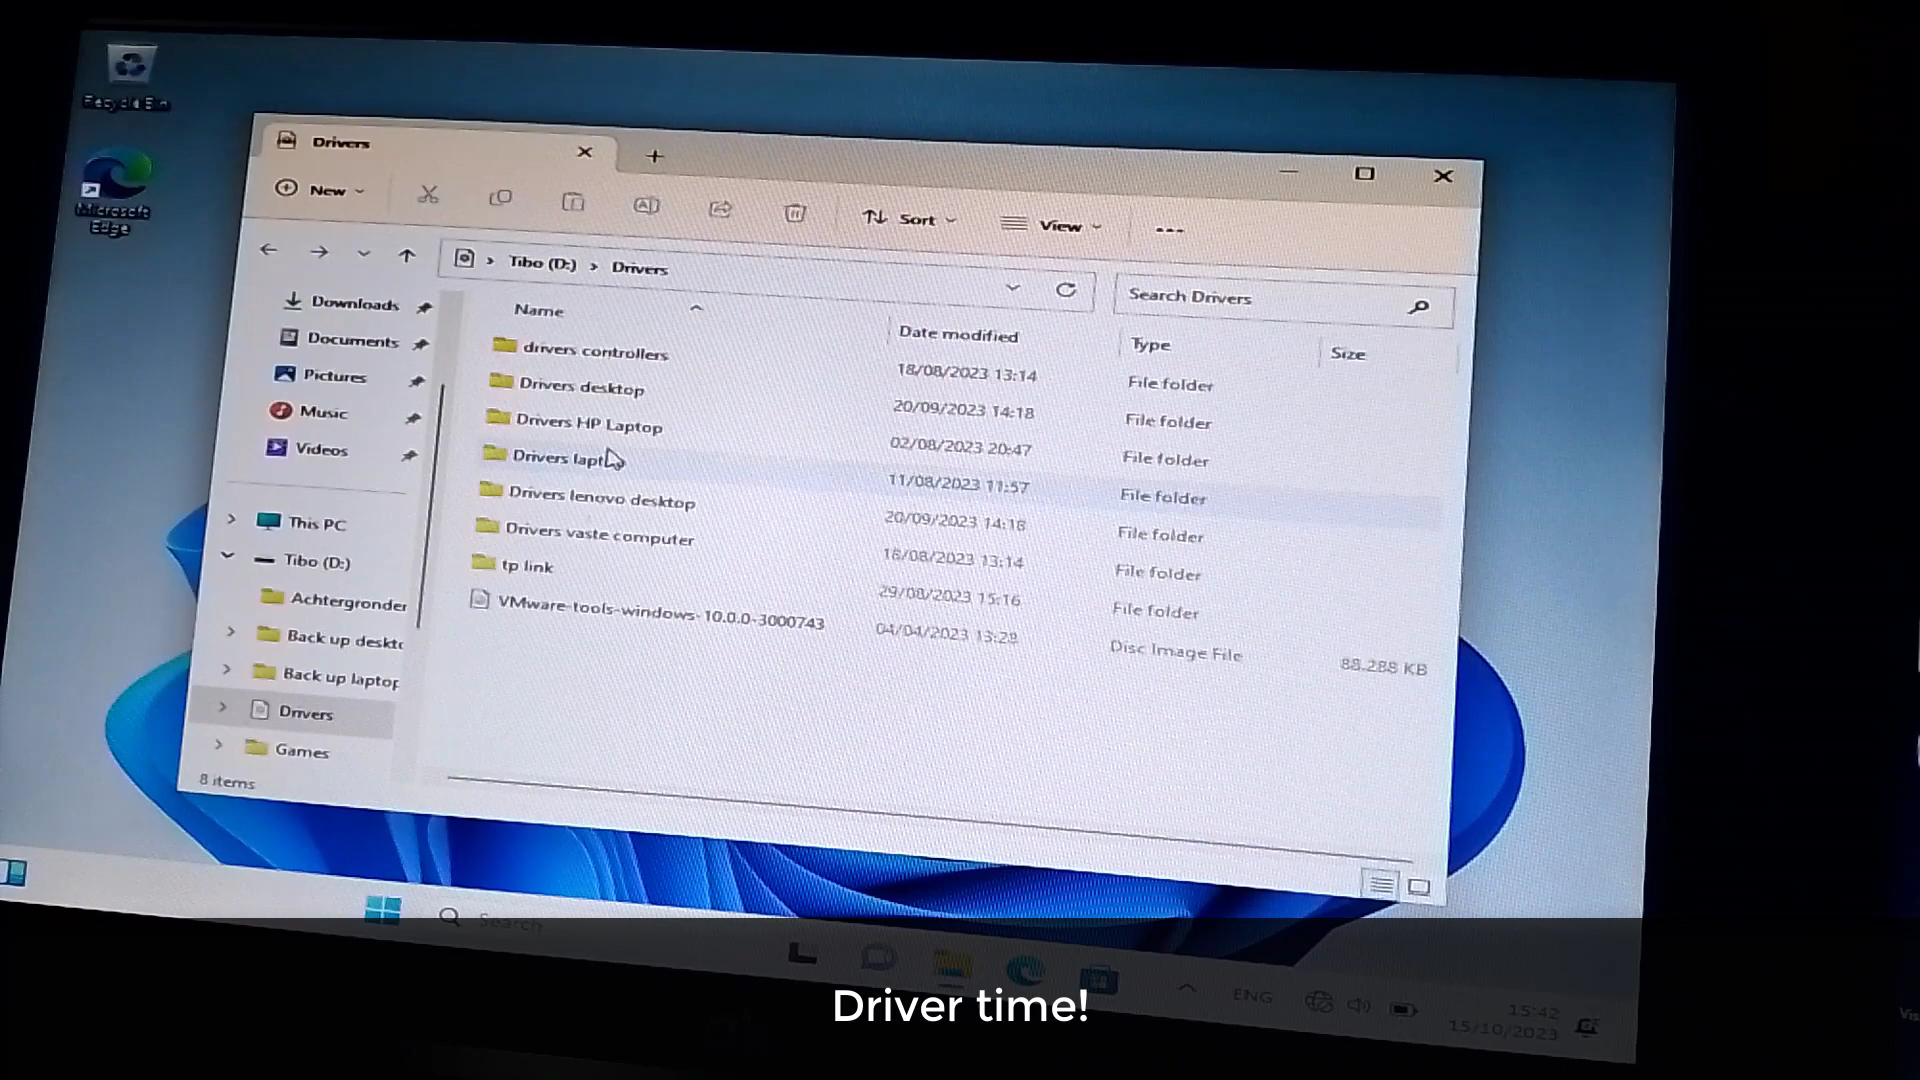 Recycle Bin
Microsoft
Edge
Drivers
New
Sort
View
Tibo (D:)
Drivers
Search Drivers
Downloads
Documents
Pictures
Music
Videos
This PC
Tibo (D:)
Achtergronden
Back up deskto
Back up laptop
Drivers
Games
8 items
Name
Date modified
Type
Size
drivers controllers 18/08/2023 13:14 File folder
Drivers desktop 20/09/2023 14:18 File folder
Drivers HP Laptop 02/08/2023 20:47 File folder
Drivers lapt 11/08/2023 11:57 File folder
Drivers lenovo desktop 20/09/2023 14:18 File folder
Drivers vaste computer 18/08/2023 13:14 File folder
tp link 29/08/2023 15:16 File folder
VMware-tools-windows-10.0.0-3000743 04/04/2023 13:28 Disc Image File 88.288 KB
Search
ENG
15:42
15/10/2023
Driver time!